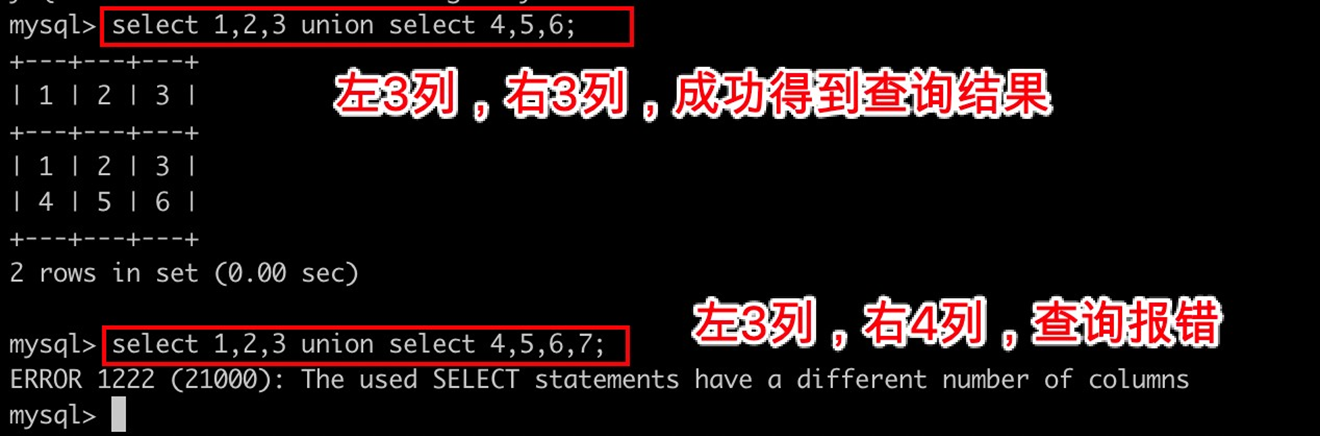 mysql> select 1,2,3 union select 4,5,6;
+---+---+---+
| 1 | 2 | 3 |
左3列，右3列，成功得到查询结果
+---+---+---+
| 1 | 2 | 3 |
| 4 | 5 | 6 |
+---+---+---+
2 rows in set (0.00 sec)
左3列，右4列，查询报错
mysql> select 1,2,3 union select 4,5,6,7;
ERROR 1222 (21000): The used SELECT statements have a different number of columns
mysql>